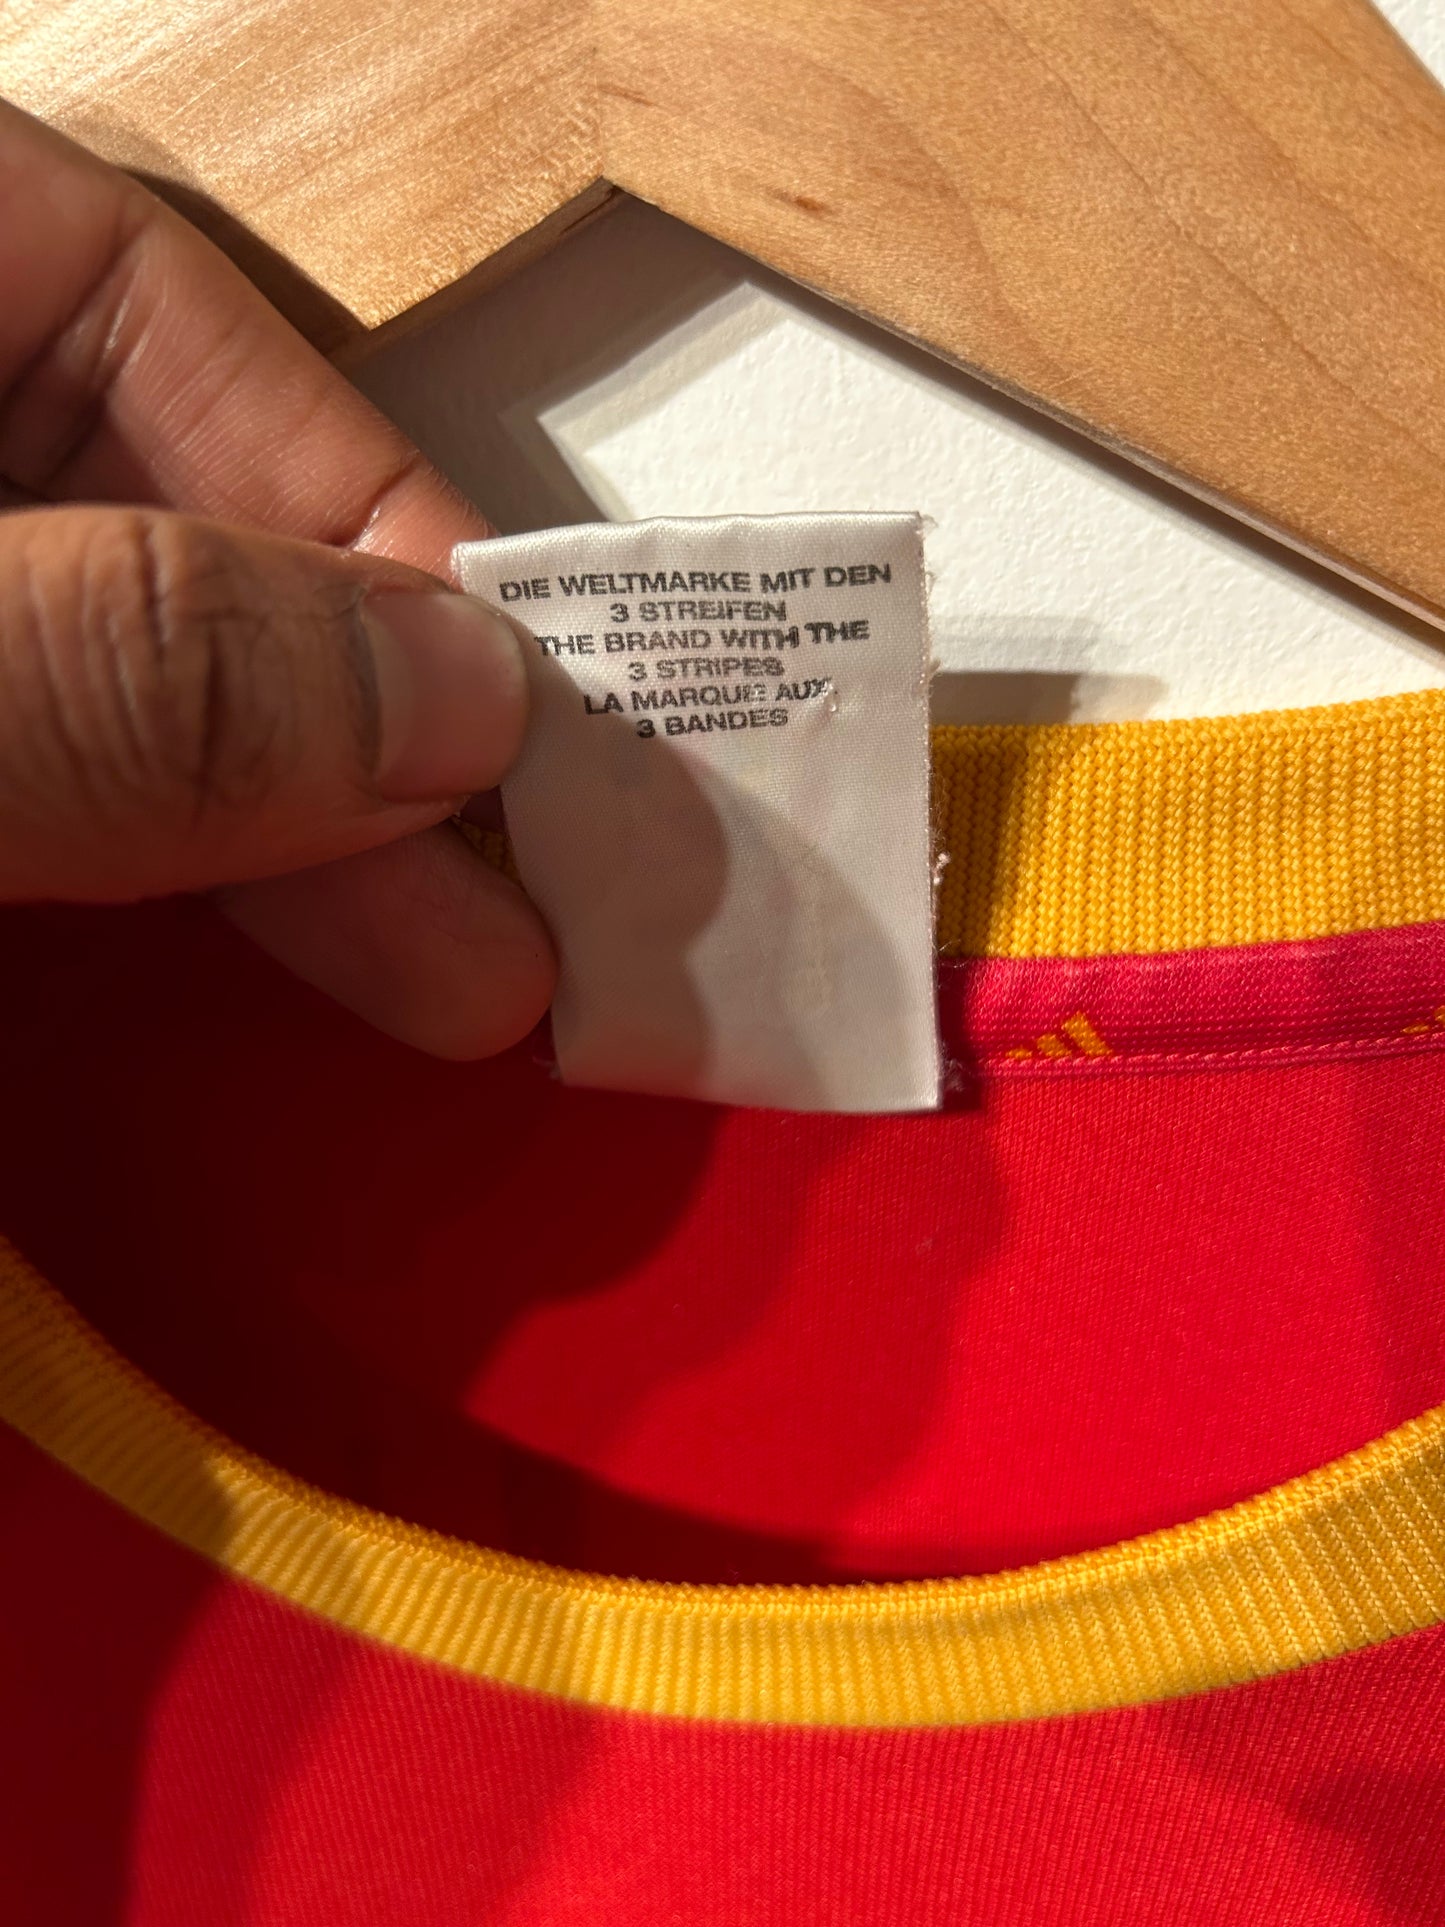 DIE WELTMARKE MIT DEN
3 STREIFEN
THE BRAND WITH THE
3 STRIPES
LA MARQUE AUX
3 BANDES